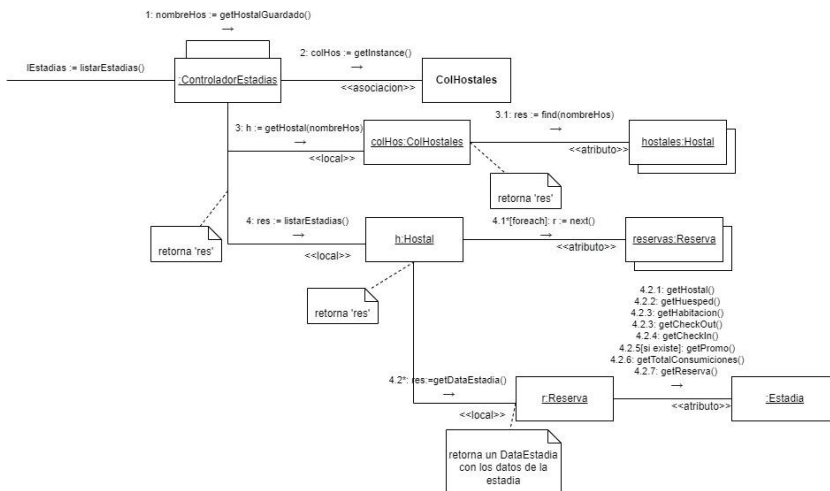 1: nombreHos := getHostalGuardado()
→
lEstadias := listarEstadias()
:ControladorEstadias
2: colHos := getInstance()
→
<<asociacion>>
ColHostales
3: h := getHostal(nombreHos)
→
<<local>>
colHos:ColHostales
3.1: res := find(nombreHos)
→
<<atributo>>
hostales:Hostal
retorna 'res'
retorna 'res'
4: res := listarEstadias()
→
<<local>>
h:Hostal
4.1*[foreach]: r := next()
→
<<atributo>>
reservas:Reserva
retorna 'res'
4.2*: res:=getDataEstadia()
→
<<local>>
r:Reserva
4.2.1: getHostal()
4.2.2: getHuesped()
4.2.3: getHabitacion()
4.2.3: getCheckOut()
4.2.4: getCheckIn()
4.2.5[si existe]: getPromo()
4.2.6: getTotalConsumiciones()
4.2.7: getReserva()
→
<<atributo>>
:Estadia
retorna un DataEstadia
con los datos de la
estadia